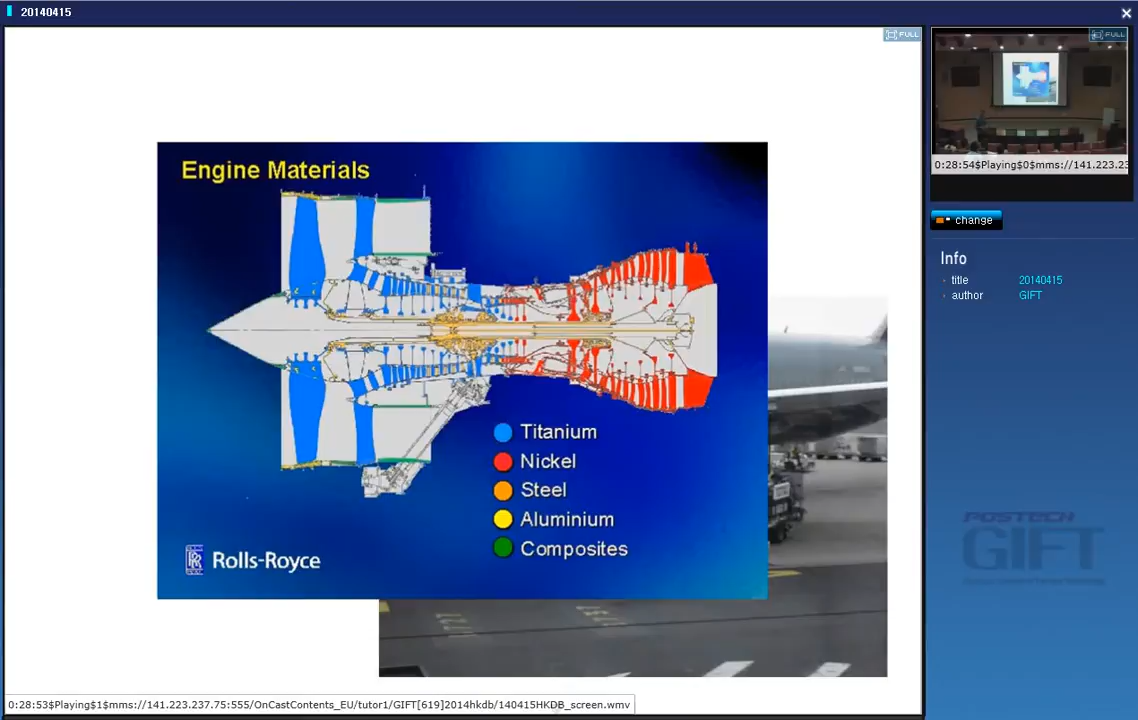 20140415
FULL
Engine Materials
Titanium
Nickel
Steel
Aluminium
Composites
Rolls-Royce
0:28:53$Playing$1$mms://141.223.237.75:555/OnCastContents_EU/tutor1/GIFT[619]2014hkdb/140415HKDB_screen.wmv
FULL
0:28:54$Playing$0$mms://141.223.23
change
Info
title 20140415
author GIFT
POSTECH
GIFT